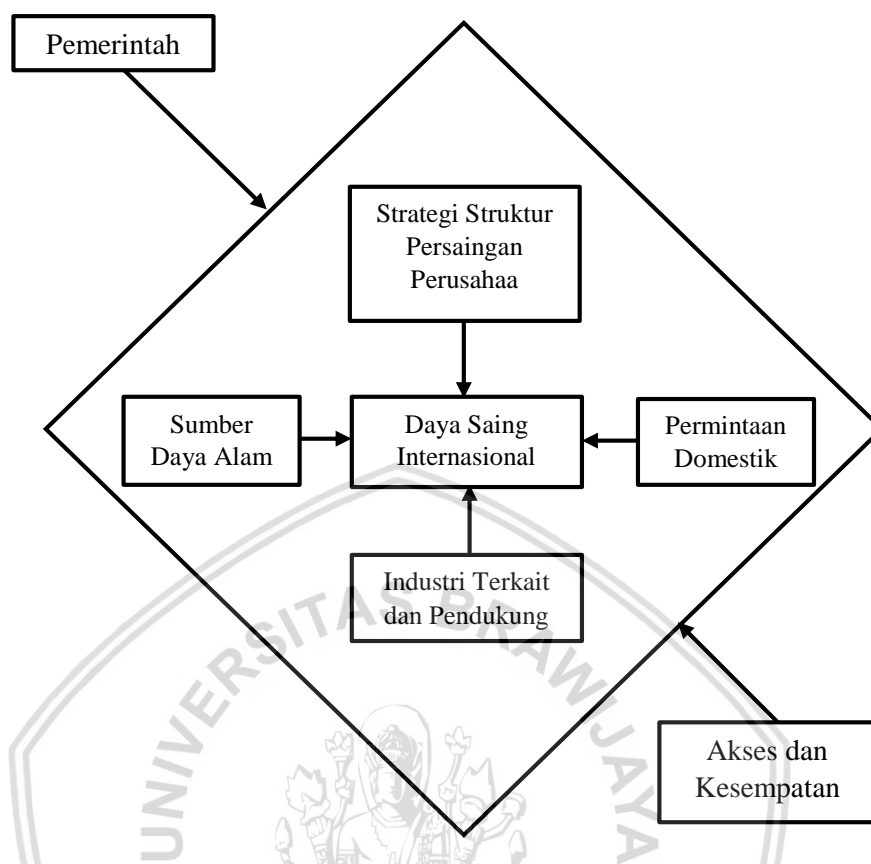 Pemerintah
Strategi Struktur
Persaingan
Perusahaa
Sumber
Daya Alam
Daya Saing
Internasional
Permintaan
Domestik
Industri Terkait
dan Pendukung
UNIVERSITAS BRAWIJAYA
Akses dan
Kesempatan